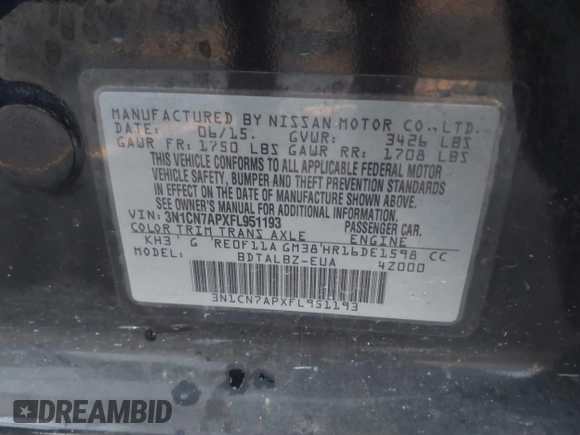 MANUFACTURED BY NISSAN MOTOR CO., LTD.
DATE: 06/15. GVWR: 3426 LBS
GAWR FR: 1750 LBS GAWR RR: 1708 LBS
THIS VEHICLE CONFORMS TO ALL APPLICABLE FEDERAL MOTOR
VEHICLE SAFETY, BUMPER AND THEFT PREVENTION STANDARDS
IN EFFECT ON THE DATE OF MANUFACTURE SHOWN ABOVE.
SEE OWNER'S MANUAL FOR ADDITIONAL LOADING INFORMATION.
VIN: 3N1CN7APXFL951193 PASSENGER CAR
COLOR TRIM TRANS AXLE ENGINE
KH3 G RE0F11A GM38 HR16DE1598 CC
MODEL: BDTALBZ-EUA 42000
3N1CN7APXFL951193
DREAMBID